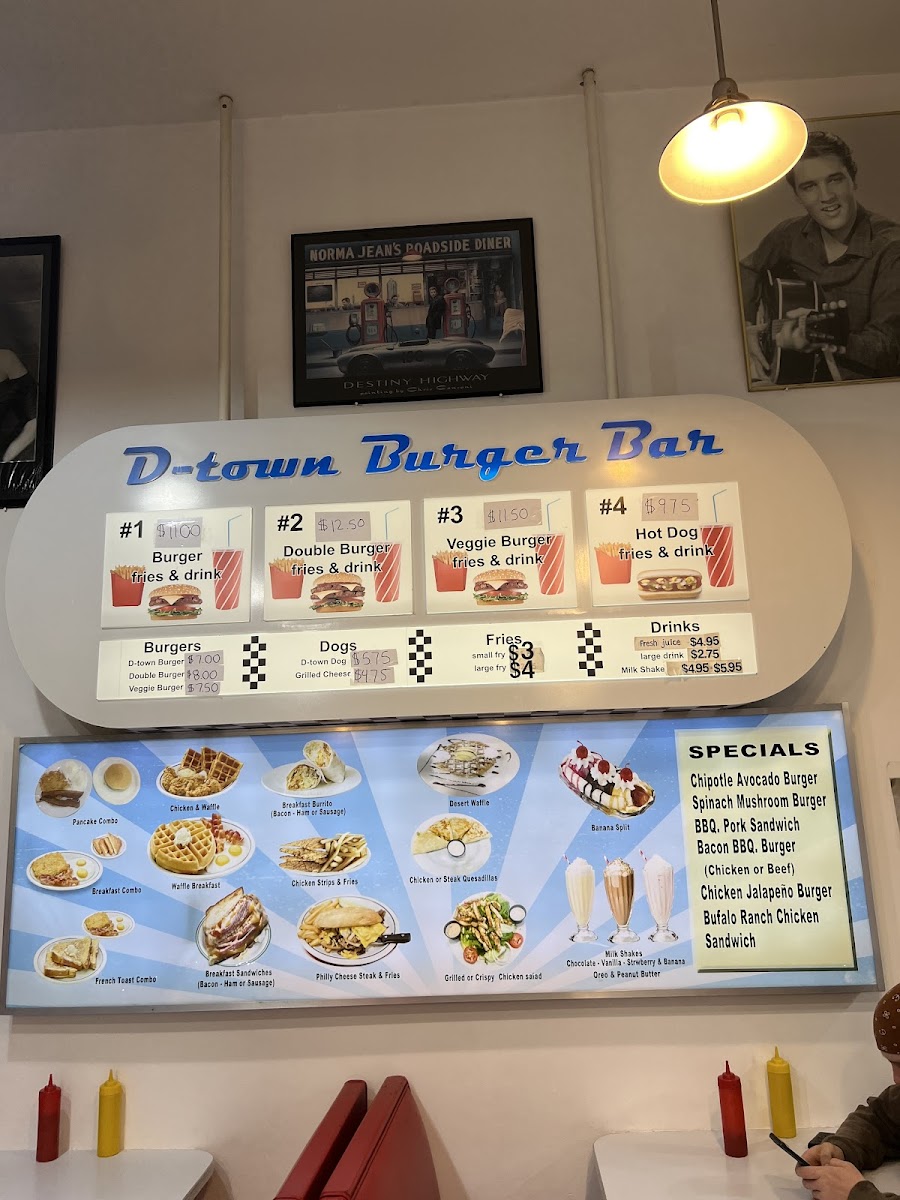 NORMA JEAN'S ROADSIDE DINER
DESTINY HIGHWAY
D-town Burger Bar
#1 $11.00
Burger
fries & drink
#2 $12.50
Double Burger
fries & drink
#3 $11.50
Veggie Burger
fries & drink
#4 $9.75
Hot Dog
fries & drink
Burgers
D-town Burger $7.00
Double Burger $8.00
Veggie Burger $7.50
Dogs
D-town Dog $5.75
Grilled Cheese $4.75
Fries
small fry $3
large fry $4
Drinks
fresh juice $4.95
large drink $2.75
Milk Shake $4.95-$5.95
Pancake Combo
Chicken & Waffle
Breakfast Burrito
(Bacon - Ham or Sausage)
Desert Waffle
Banana Split
Breakfast Combo
Waffle Breakfast
Chicken Strips & Fries
Chicken or Steak Quesadillas
French Toast Combo
Breakfast Sandwiches
(Bacon - Ham or Sausage)
Philly Cheese Steak & Fries
Grilled or Crispy Chicken salad
Milk Shakes
Chocolate - Vanilla - Strwberry & Banana
Oreo & Peanut Butter
SPECIALS
Chipotle Avocado Burger
Spinach Mushroom Burger
BBQ. Pork Sandwich
Bacon BBQ. Burger
(Chicken or Beef)
Chicken Jalapeño Burger
Bufalo Ranch Chicken
Sandwich